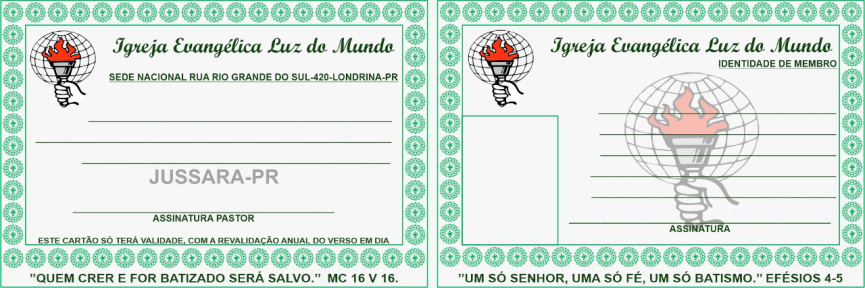 Igreja Evangélica Luz do Mundo
SEDE NACIONAL RUA RIO GRANDE DO SUL-420-LONDRINA-PR
JUSSARA-PR
ASSINATURA PASTOR
ESTE CARTÃO SÓ TERÁ VALIDADE, COM A REVALIDAÇÃO ANUAL DO VERSO EM DIA
"QUEM CRER E FOR BATIZADO SERÁ SALVO." MC 16 V 16.
Igreja Evangélica Luz do Mundo
IDENTIDADE DE MEMBRO
ASSINATURA
"UM SÓ SENHOR, UMA SÓ FÉ, UM SÓ BATISMO." EFÉSIOS 4-5